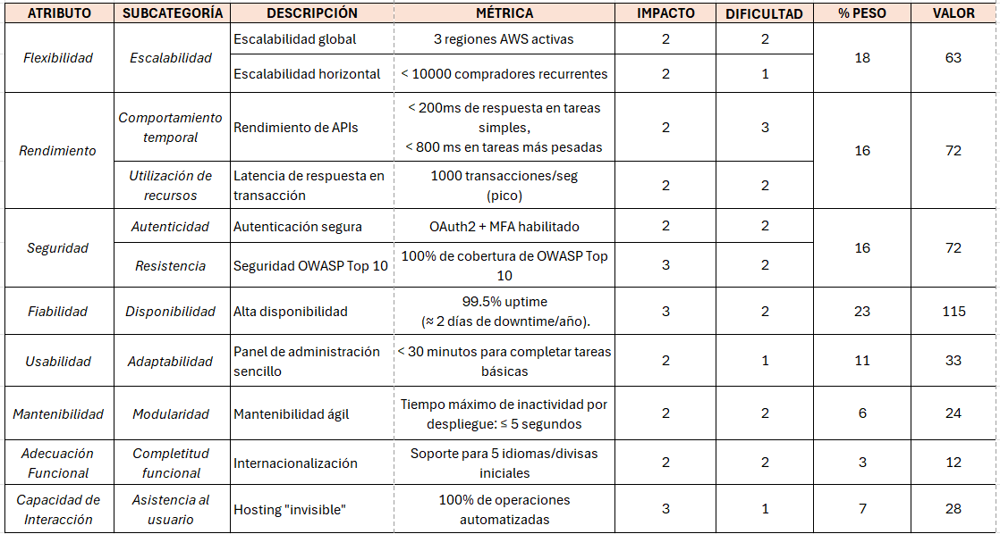 ATRIBUTO SUBCATEGORÍA DESCRIPCIÓN MÉTRICA IMPACTO DIFICULTAD % PESO VALOR
Flexibilidad Escalabilidad Escalabilidad global 3 regiones AWS activas 2 2 18 63
Escalabilidad horizontal < 10000 compradores recurrentes 2 1
Rendimiento Comportamiento
temporal Rendimiento de APIs < 200ms de respuesta en tareas
simples,
< 800 ms en tareas más pesadas 2 3 16 72
Utilización de
recursos Latencia de respuesta en
transacción 1000 transacciones/seg
(pico) 2 2
Seguridad Autenticidad Autenticación segura OAuth2 + MFA habilitado 2 2 16 72
Resistencia Seguridad OWASP Top 10 100% de cobertura de OWASP Top
10 3 2
Fiabilidad Disponibilidad Alta disponibilidad 99.5% uptime
(≈ 2 días de downtime/año). 3 2 23 115
Usabilidad Adaptabilidad Panel de administración
sencillo < 30 minutos para completar tareas
básicas 2 1 11 33
Mantenibilidad Modularidad Mantenibilidad ágil Tiempo máximo de inactividad por
despliegue: ≤ 5 segundos 2 2 6 24
Adecuación
Funcional Completitud
funcional Internacionalización Soporte para 5 idiomas/divisas
iniciales 2 2 3 12
Capacidad de
Interacción Asistencia al
usuario Hosting "invisible" 100% de operaciones
automatizadas 3 1 7 28